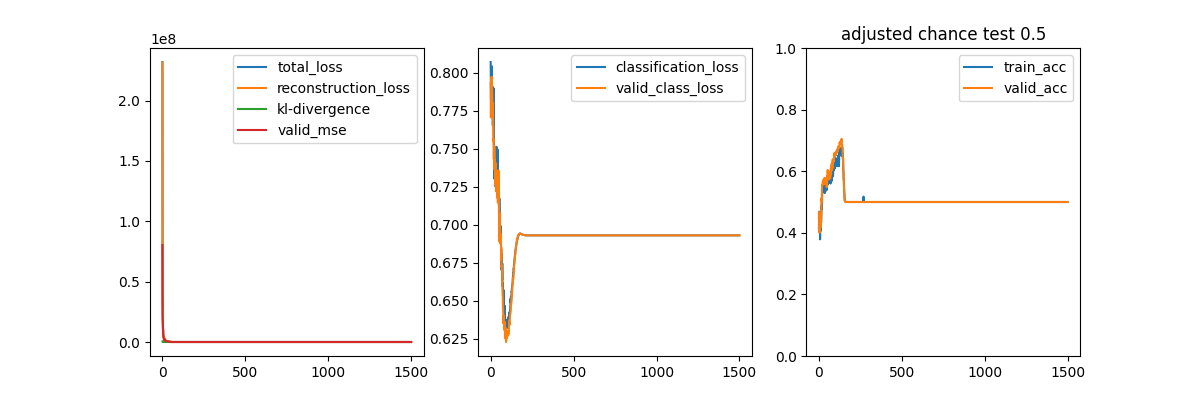 1e8
2.0
1.5
1.0
0.5
0.0
0 500 1000 1500
total_loss
reconstruction_loss
kl-divergence
valid_mse
0.800
0.775
0.750
0.725
0.700
0.675
0.650
0.625
0 500 1000 1500
classification_loss
valid_class_loss
adjusted chance test 0.5
1.0
0.8
0.6
0.4
0.2
0.0
0 500 1000 1500
train_acc
valid_acc